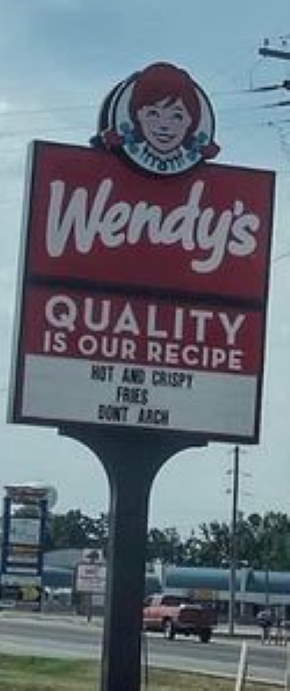 Wendy's
QUALITY
IS OUR RECIPE
HOT AND CRISPY
FRIES
DONT ARCH